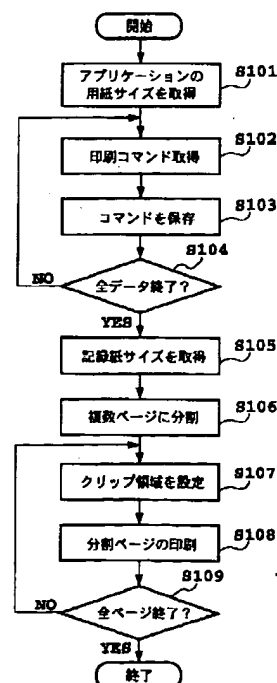 開始
S101
アプリケーションの
用紙サイズを取得
S102
印刷コマンド取得
S103
コマンドを保存
S104
全データ終了?
NO
YES
S105
記録紙サイズを取得
S106
複数ページに分割
S107
クリップ領域を設定
S108
分割ページの印刷
S109
全ページ終了?
NO
YES
終了